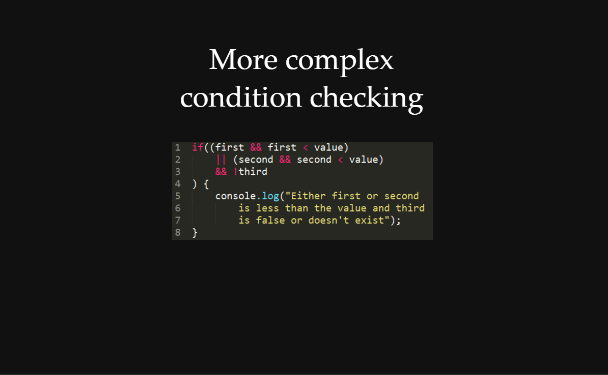 More complex
condition checking
1 if((first && first < value)
2 || (second && second < value)
3 && !third
4 ) {
5 console.log("Either first or second
6 is less than the value and third
7 is false or doesn't exist");
8 }